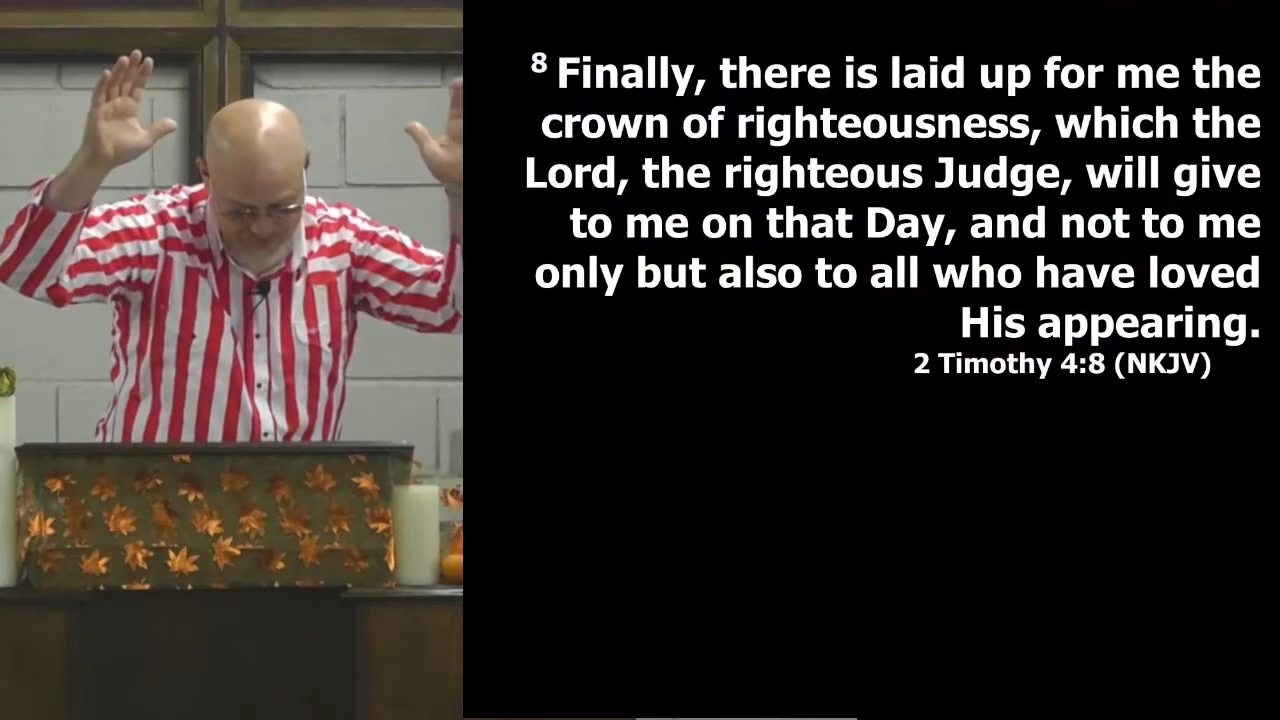 8 Finally, there is laid up for me the
crown of righteousness, which the
Lord, the righteous Judge, will give
to me on that Day, and not to me
only but also to all who have loved
His appearing.
2 Timothy 4:8 (NKJV)